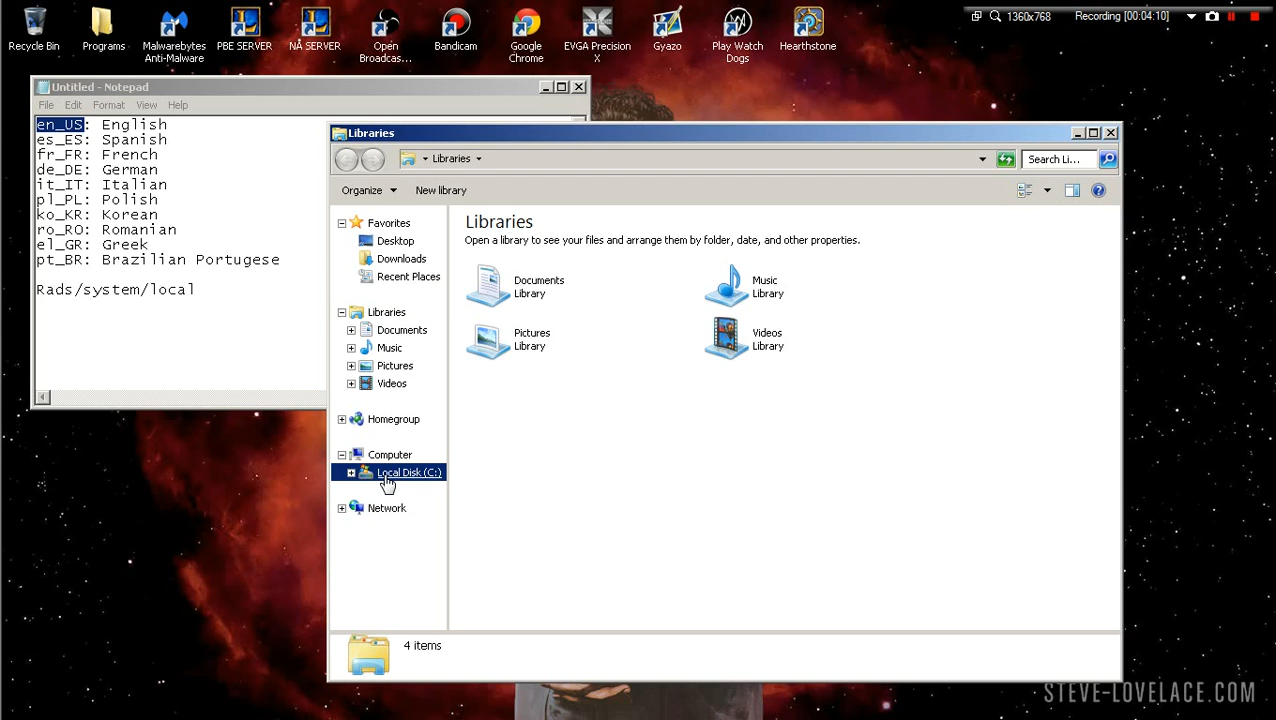 1360x768
Recording [00:04:10]
Recycle Bin
Programs
Malwarebytes
Anti-Malware
PBE SERVER
NA SERVER
Open
Broadcas...
Bandicam
Google
Chrome
EVGA Precision
X
Gyazo
Play Watch
Dogs
Hearthstone
Untitled - Notepad
File Edit Format View Help
en_US: English
es_ES: Spanish
fr_FR: French
de_DE: German
it_IT: Italian
pl_PL: Polish
ko_KR: Korean
ro_RO: Romanian
el_GR: Greek
pt_BR: Brazilian Portugese
Rads/system/local
Libraries
Libraries
Search Li...
Organize
New library
Favorites
Desktop
Downloads
Recent Places
Libraries
Documents
Music
Pictures
Videos
Homegroup
Computer
Local Disk (C:)
Network
Libraries
Open a library to see your files and arrange them by folder, date, and other properties.
Documents
Library
Music
Library
Pictures
Library
Videos
Library
4 items
STEVE-LOVELACE.COM